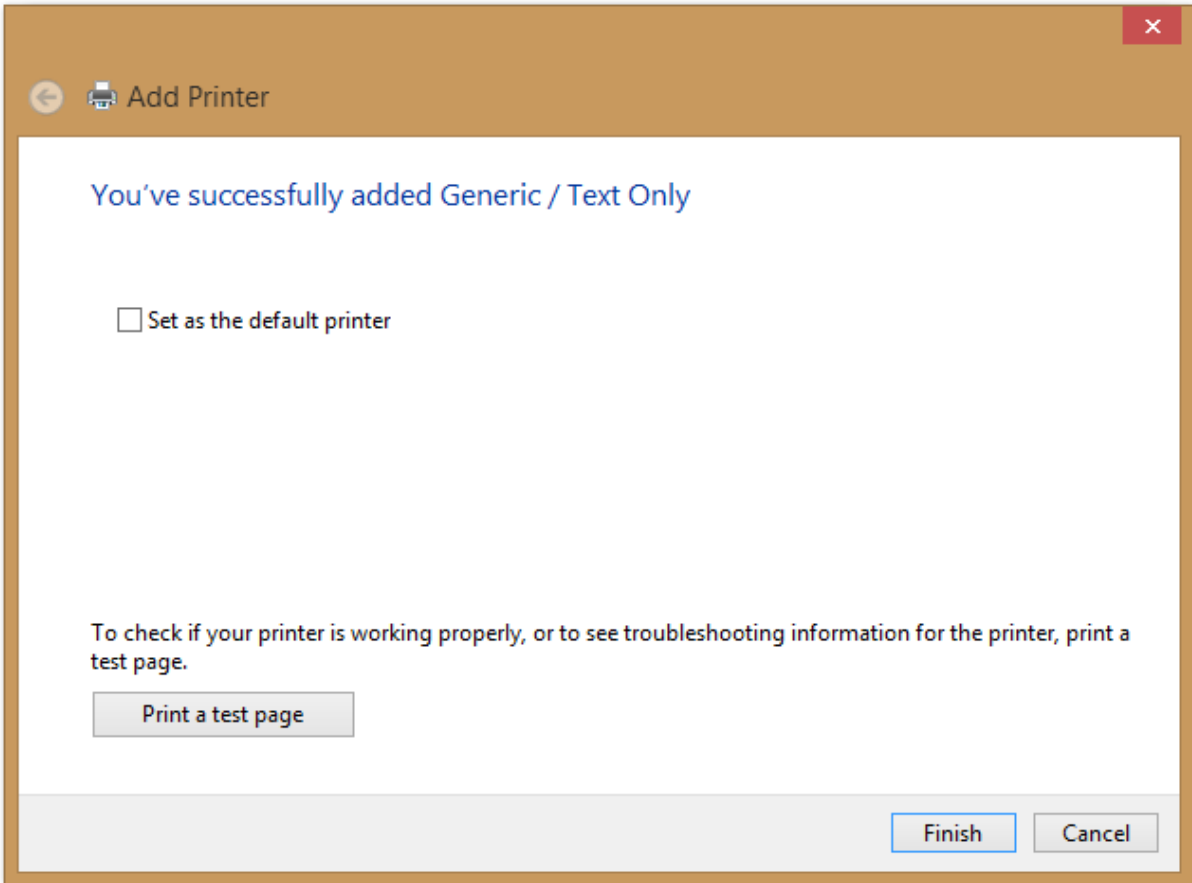 Add Printer
You've successfully added Generic / Text Only
Set as the default printer
To check if your printer is working properly, or to see troubleshooting information for the printer, print a
test page.
Print a test page
Finish
Cancel